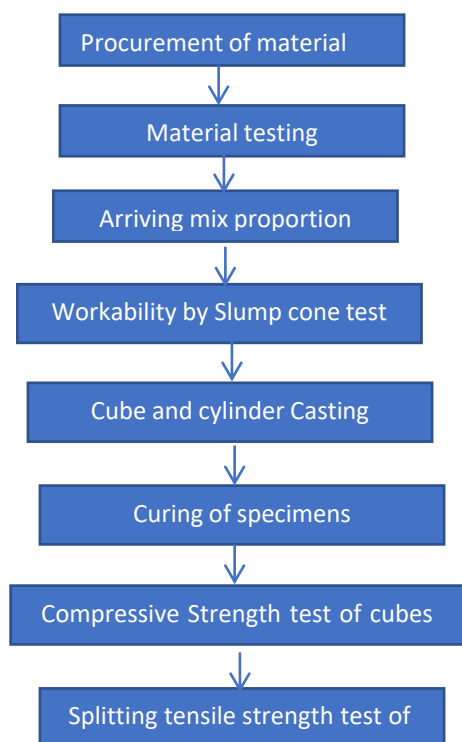 Procurement of material
Material testing
Arriving mix proportion
Workability by Slump cone test
Cube and cylinder Casting
Curing of specimens
Compressive Strength test of cubes
Splitting tensile strength test of